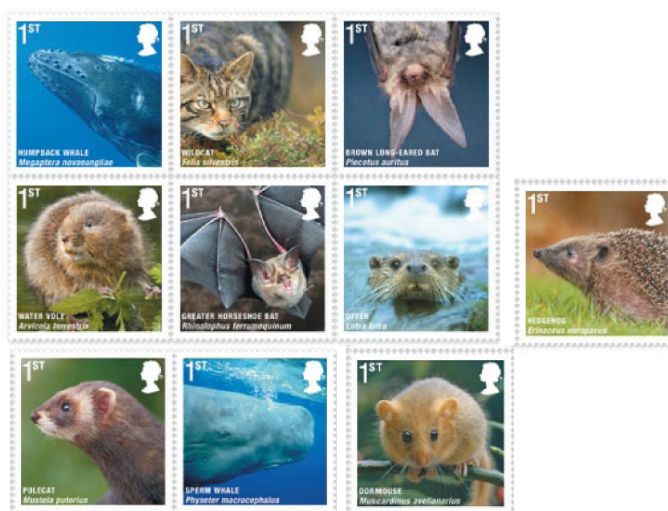 1ST
HUMPBACK WHALE
Megaptera novaeangliae
1ST
WILDCAT
Felis silvestris
1ST
BROWN LONG-EARED BAT
Plecotus auritus
1ST
WATER VOLE
Arvicola terrestris
1ST
GREATER HORSESHOE BAT
Rhinolophus ferrumequinum
1ST
OTTER
Lutra lutra
1ST
HEDGEHOG
Erinaceus europaeus
1ST
POLECAT
Mustela putorius
1ST
SPERM WHALE
Physeter macrocephalus
1ST
DORMOUSE
Muscardinus avellanarius